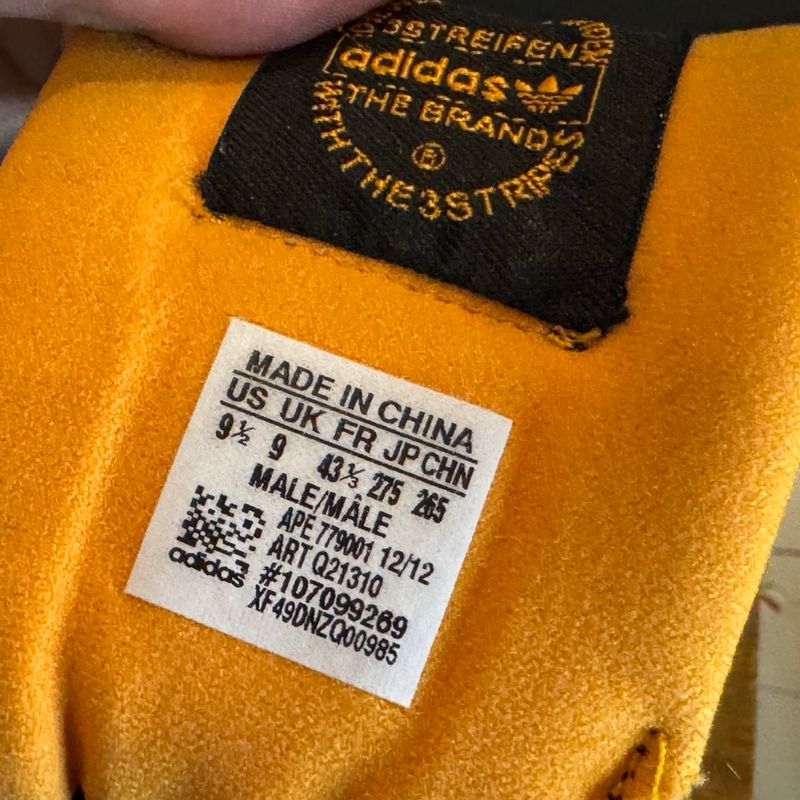 3STREIFEN
adidas
THE BRAND
®
WITH THE 3 STRIPES
MADE IN CHINA
US UK FR JP CHN
9½ 9 43⅓ 275 265
MALE/MÂLE
APE 779001 12/12
ART Q21310
#107099269
XF49DNZQ00985
adidas